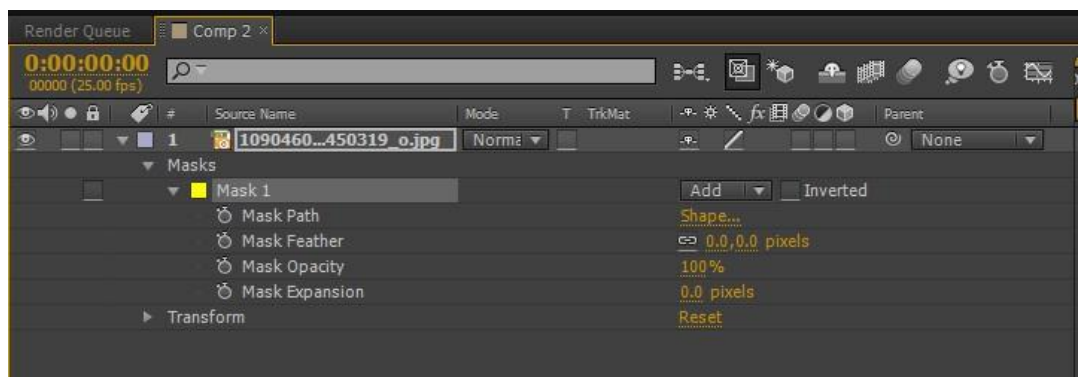 Render Queue Comp 2 ×
0:00:00:00
00000 (25.00 fps)
# Source Name Mode T TrkMat fx Parent
1 1090460...450319_o.jpg Norma None
Masks
Mask 1 Add Inverted
Mask Path Shape...
Mask Feather 0.0,0.0 pixels
Mask Opacity 100%
Mask Expansion 0.0 pixels
Transform Reset